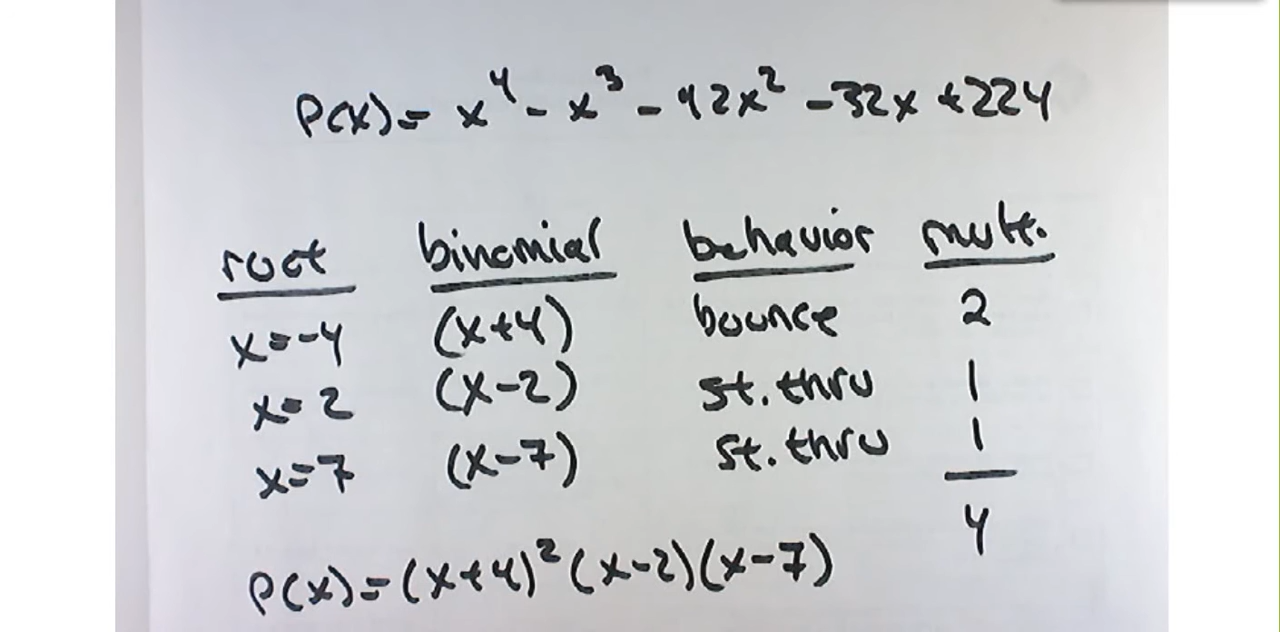 P(x)= x⁴ - x³ - 42x² - 32x + 224
root binomial behavior mult.
x=-4 (x+4) bounce 2
x=2 (x-2) st. thru 1
x=7 (x-7) st. thru 1
4
P(x)=(x+4)²(x-2)(x-7)